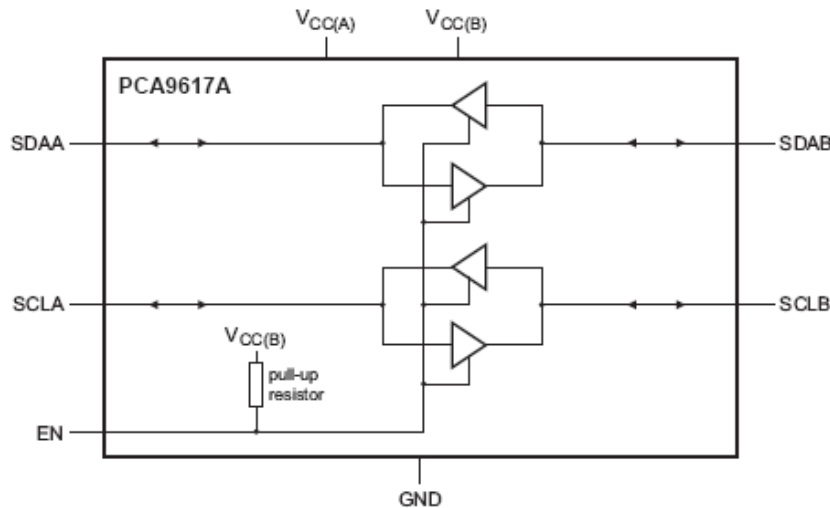 VCC(A) VCC(B)
PCA9617A
SDAA SDAB
SCLA SCLB
VCC(B)
pull-up
resistor
EN
GND